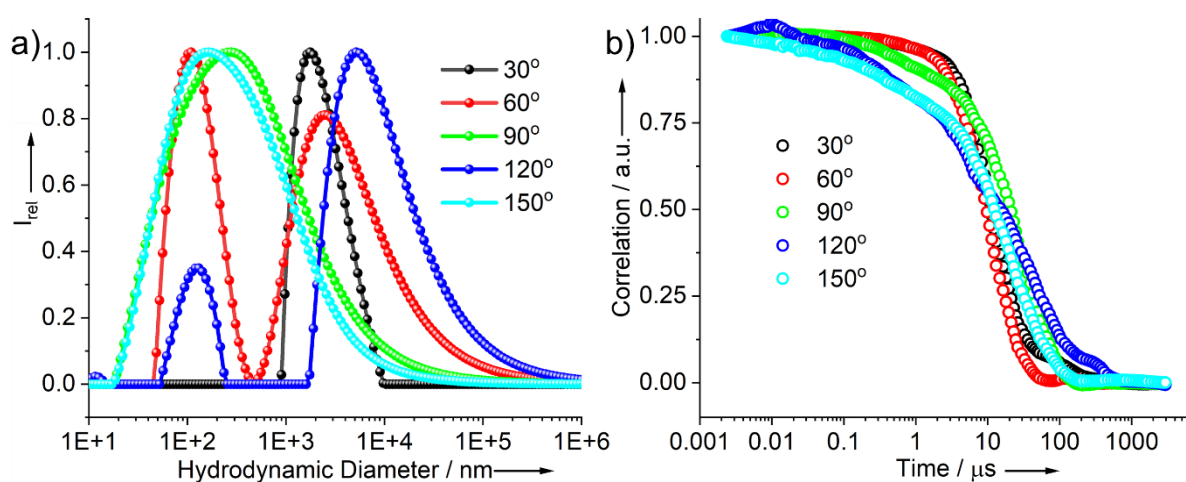 a)
1.0
0.8
0.6
0.4
0.2
0.0
I_rel
30°
60°
90°
120°
150°
1E+1 1E+2 1E+3 1E+4 1E+5 1E+6
Hydrodynamic Diameter / nm
b)
1.00
0.75
0.50
0.25
0.00
Correlation / a.u.
30°
60°
90°
120°
150°
0.001 0.01 0.1 1 10 100 1000
Time / μs